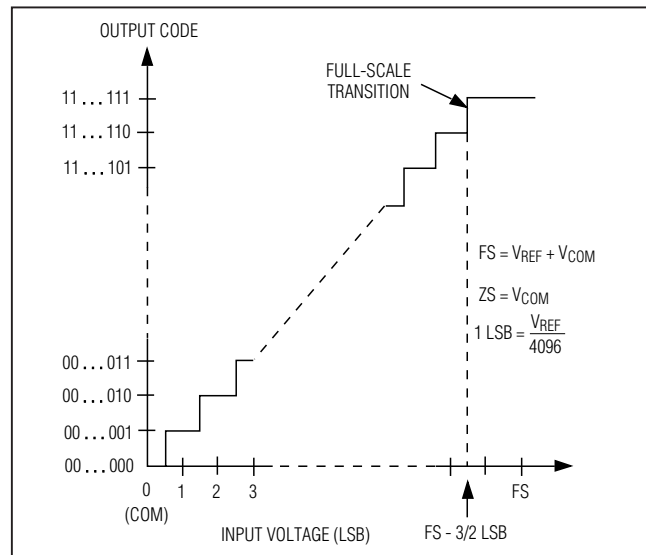 OUTPUT CODE
FULL-SCALE
TRANSITION
11...111
11...110
11...101
FS = VREF + VCOM
ZS = VCOM
1 LSB = VREF
4096
00...011
00...010
00...001
00...000
0 1 2 3 FS
(COM)
INPUT VOLTAGE (LSB)
FS - 3/2 LSB